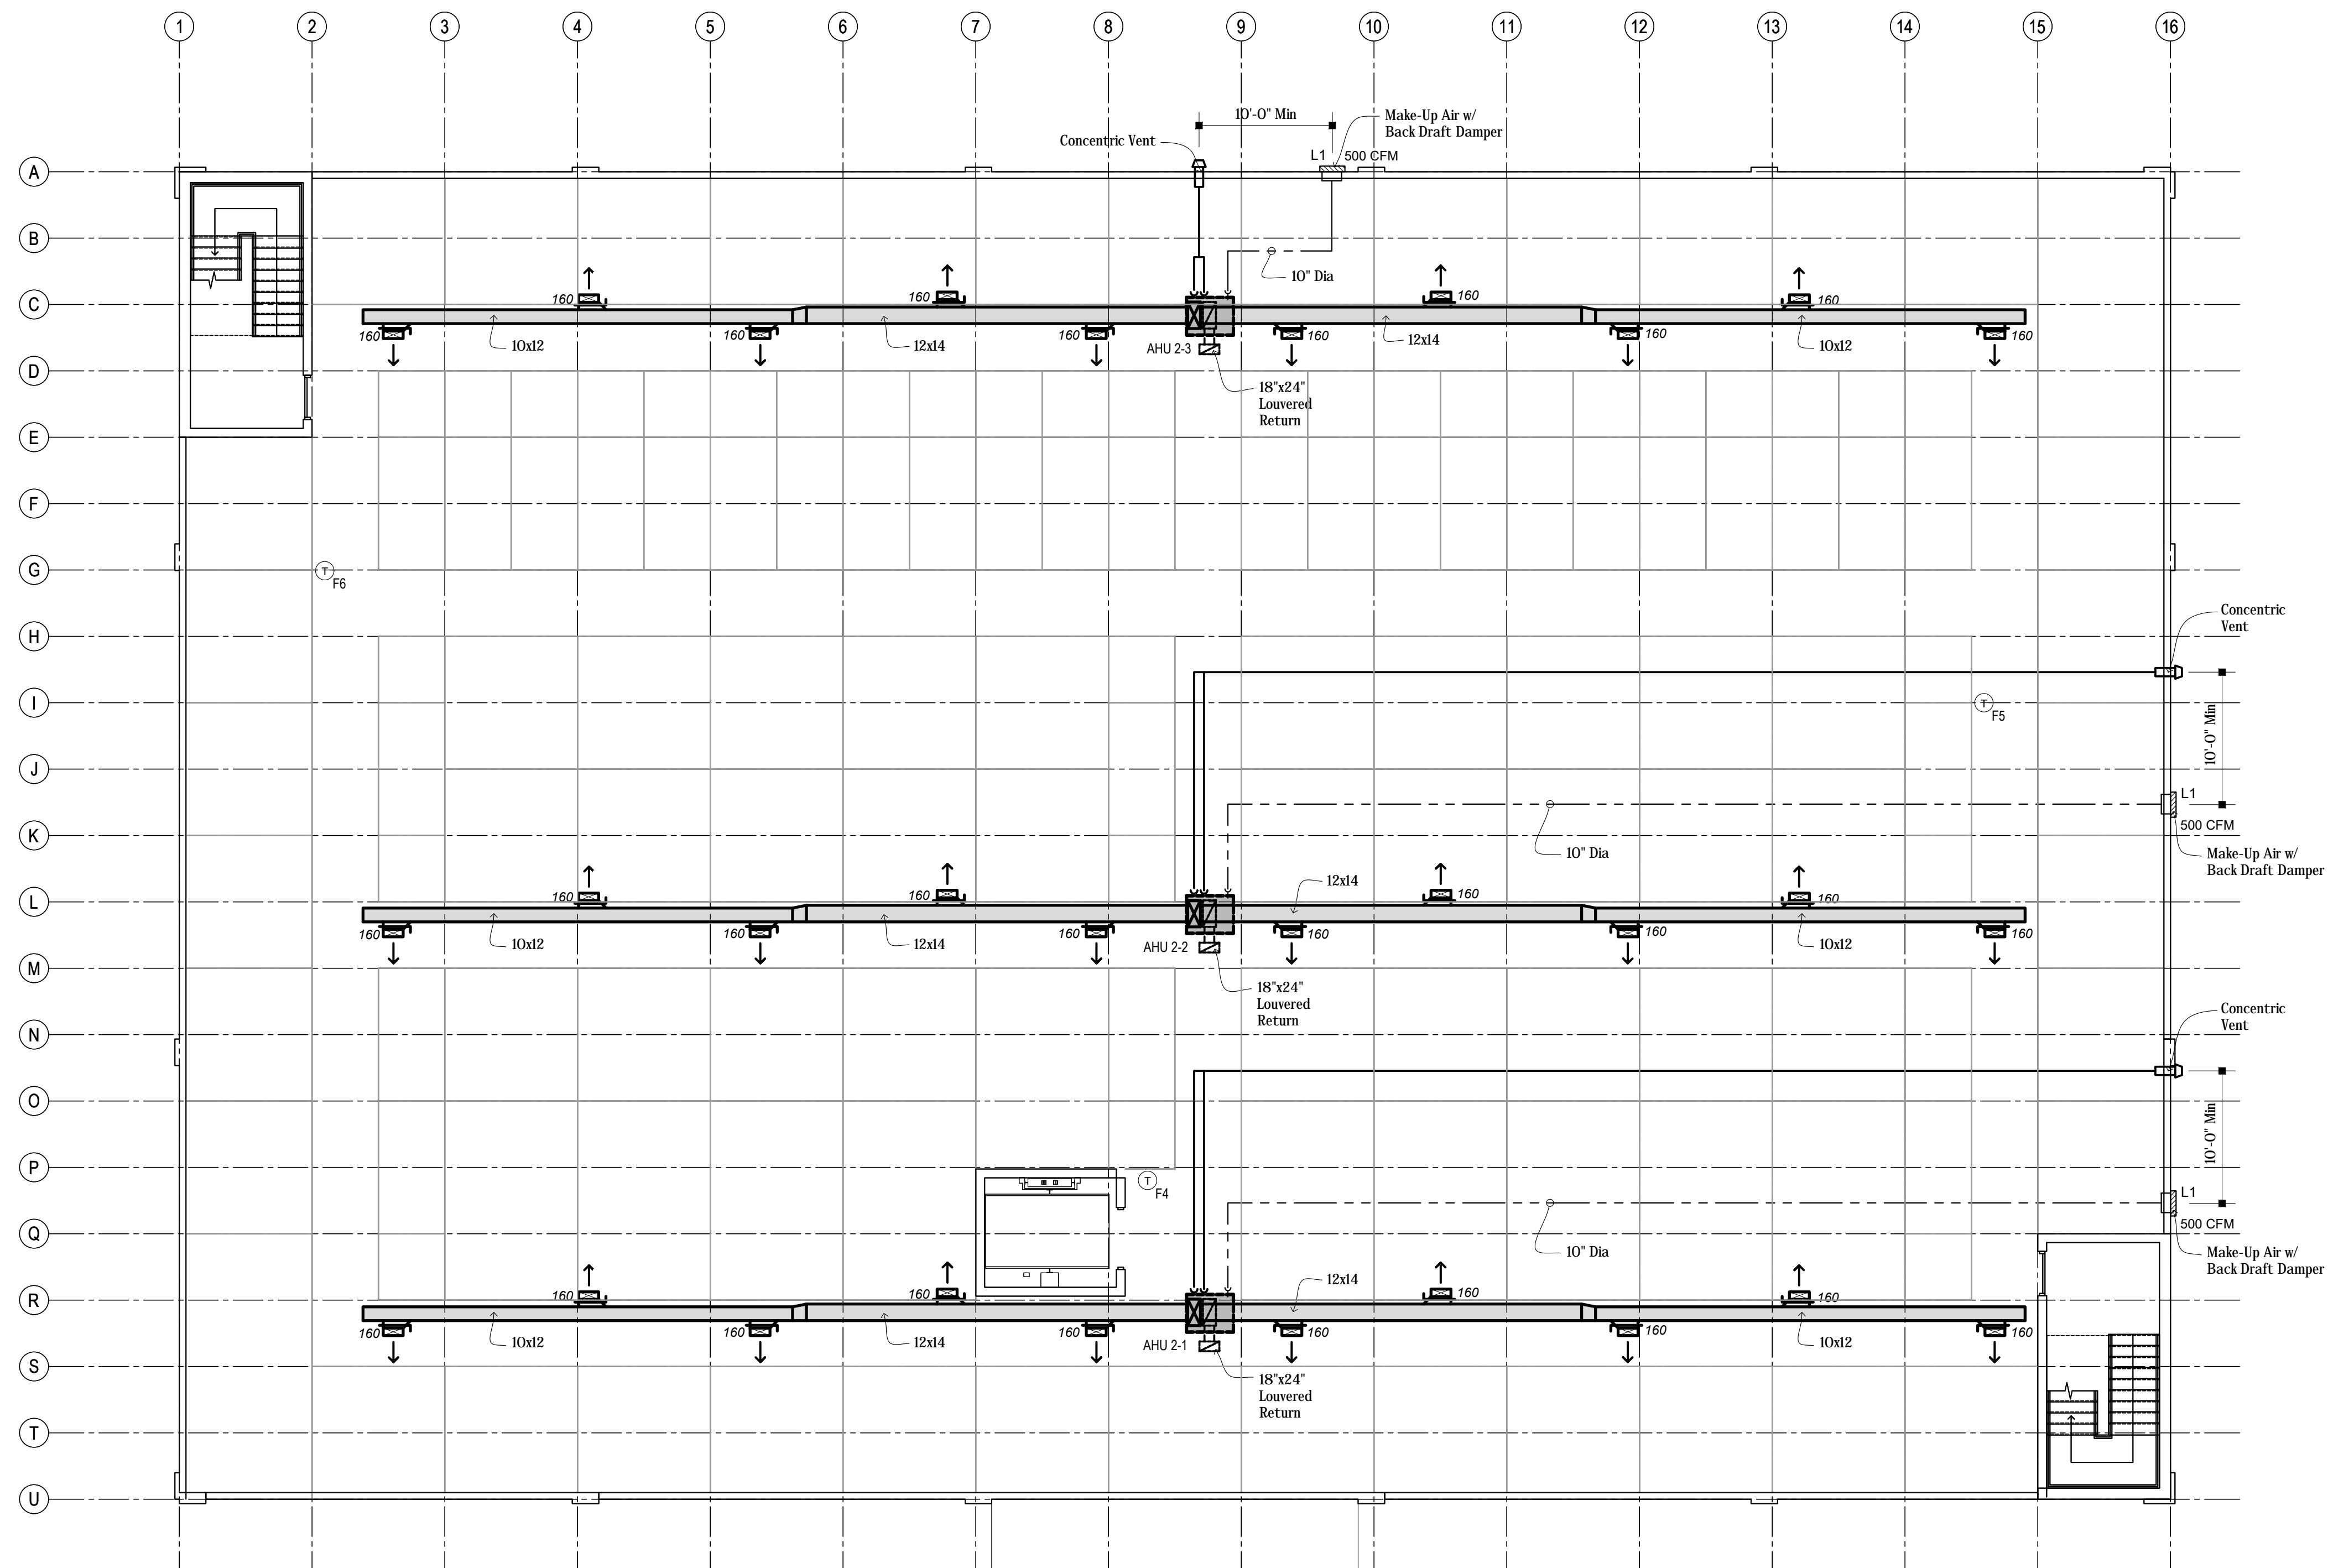 1 2 3 4 5 6 7 8 9 10 11 12 13 14 15 16
10'-0" Min
Make-Up Air w/
Back Draft Damper
Concentric Vent
L1 500 CFM
A
B
10" Dia
C
160 160 160 160
160 160 160 160 160 160
10x12 12x14 12x14 10x12
AHU 2-3
D
18"x24"
Louvered
Return
E
F
G
T F6
H
Concentric
Vent
I
T F5
10'-0" Min
J
L1
500 CFM
K
10" Dia
Make-Up Air w/
Back Draft Damper
12x14
L
160 160 160 160
160 160 160 160 160 160
10x12 12x14 10x12
AHU 2-2
M
18"x24"
Louvered
Return
N
Concentric
Vent
O
10'-0" Min
P
T F4
L1
500 CFM
Q
10" Dia
Make-Up Air w/
Back Draft Damper
12x14
R
160 160 160 160
160 160 160 160 160 160
10x12 12x14 10x12
AHU 2-1
S
18"x24"
Louvered
Return
T
U